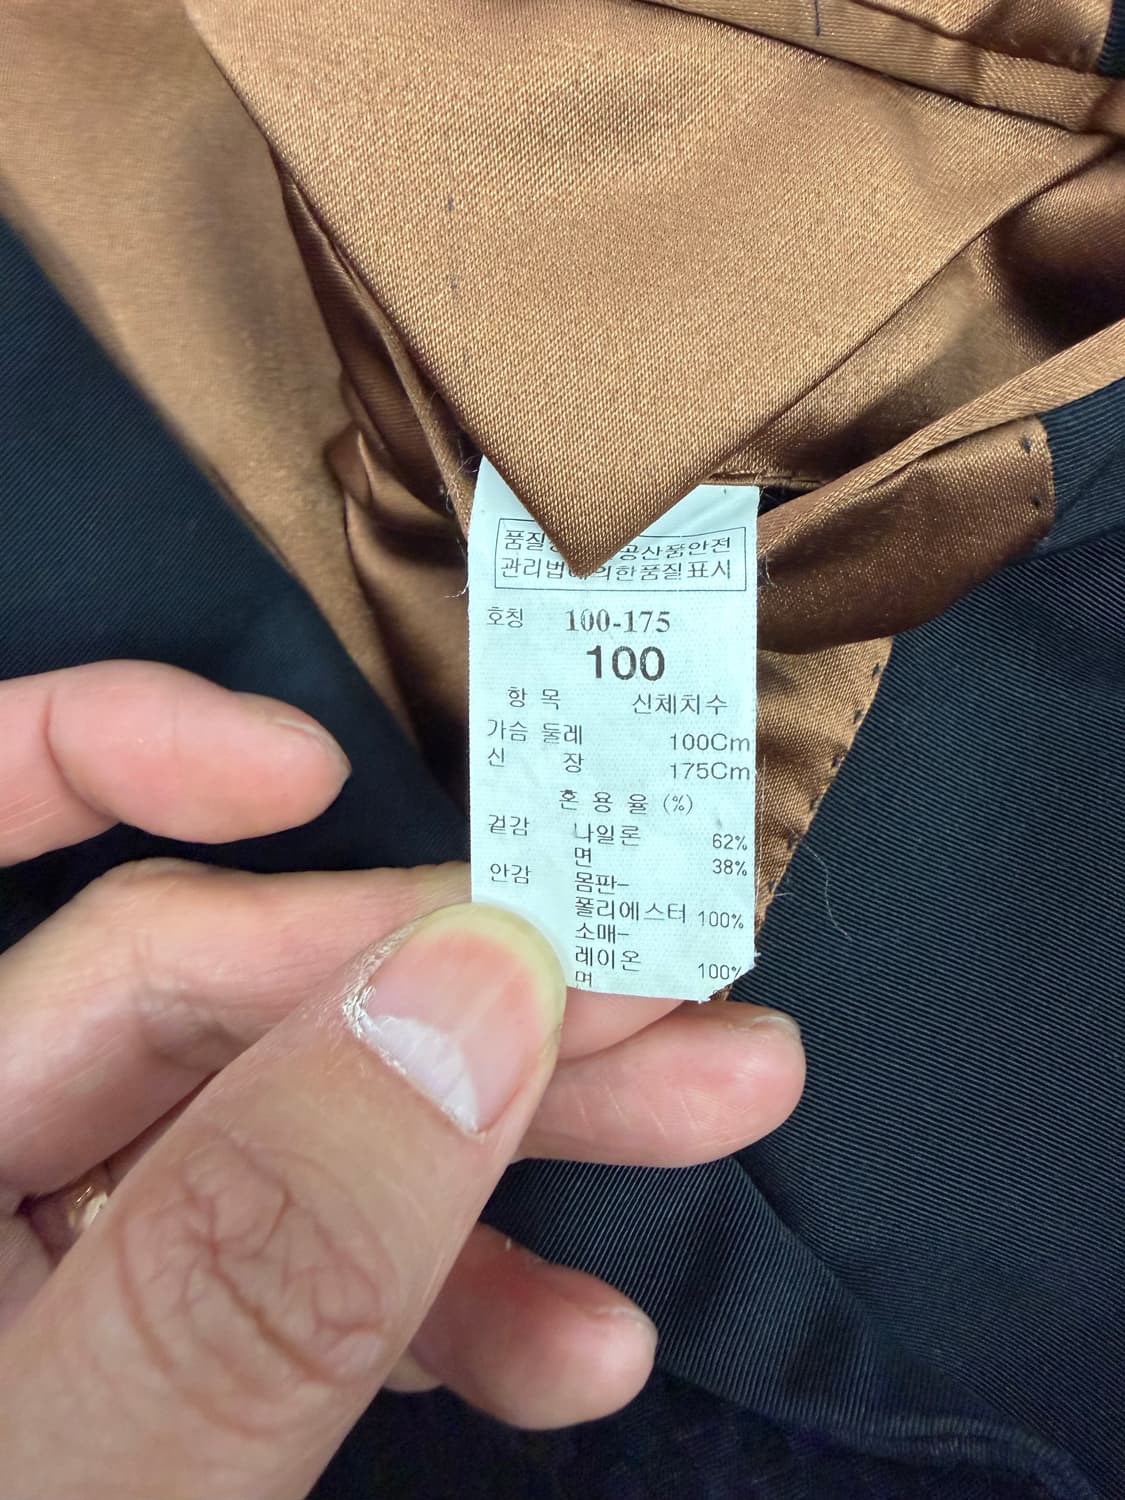 품질 공산품안전
관리법에의한품질표시
호칭 100-175
100
항 목 신체치수
가슴 둘레 100Cm
신 장 175Cm
혼 용 율 (%)
겉감 나일론 62%
면 38%
안감 몸판-
폴리에스터 100%
소매-
레이온 100%
면